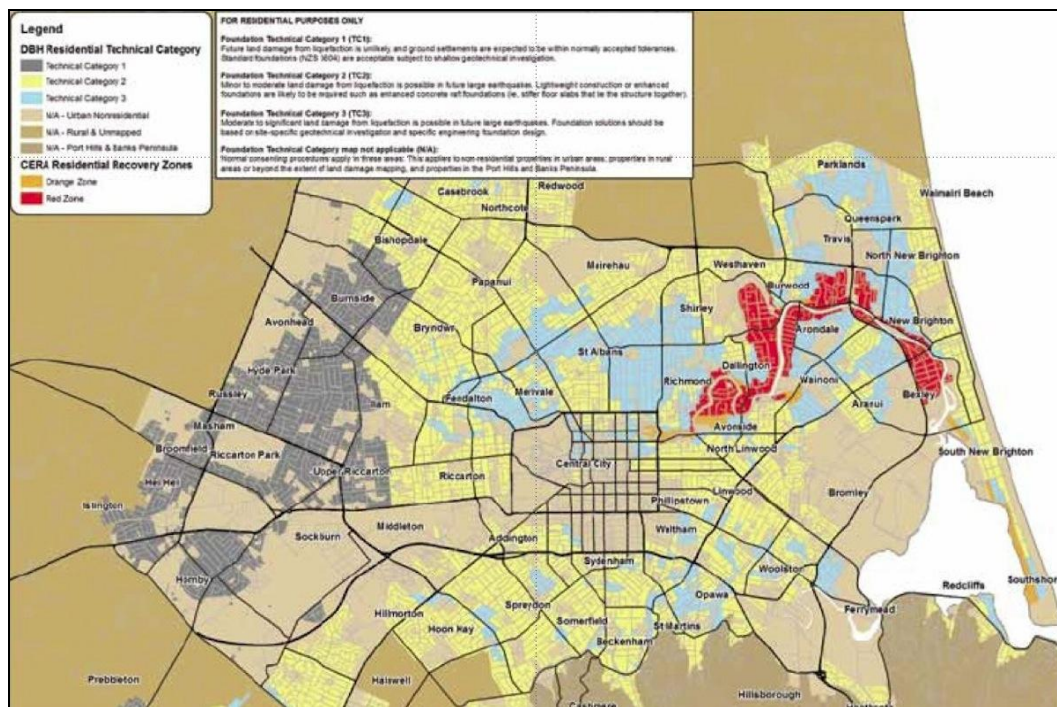 Legend
DBH Residential Technical Category
Technical Category 1
Technical Category 2
Technical Category 3
N/A - Urban Nonresidential
N/A - Rural & Unmapped
N/A - Port Hills & Banks Peninsula
CERA Residential Recovery Zones
Orange Zone
Red Zone
FOR RESIDENTIAL PURPOSES ONLY
Foundation Technical Category 1 (TC1):
Future land damage from liquefaction is unlikely, and ground settlements are expected to be within normally accepted tolerances.
Standard foundations (NZS 3604) are acceptable subject to shallow geotechnical investigation.
Foundation Technical Category 2 (TC2):
Minor to moderate land damage from liquefaction is possible in future large earthquakes. Lightweight construction or enhanced
foundations are likely to be required such as enhanced concrete raft foundations (ie, stiffer floor slabs that tie the structure together).
Foundation Technical Category 3 (TC3):
Moderate to significant land damage from liquefaction is possible in future large earthquakes. Foundation solutions should be
based on site-specific geotechnical investigation and specific engineering foundation design.
Foundation Technical Category map not applicable (N/A):
Normal consenting procedures apply in these areas. This applies to non-residential properties in urban areas, properties in rural
areas or beyond the extent of land damage mapping, and properties in the Port Hills and Banks Peninsula.
Parklands
Waimairi Beach
Casebrook
Redwood
Northcote
Queenspark
Bishopdale
Travis
North New Brighton
Mairehau
Westhaven
Papanui
Burwood
Burnside
Shirley
Avonhead
Bryndwr
New Brighton
Avondale
St Albans
Dallington
Hyde Park
Richmond
Wainoni
Russley
Ilam
Fendalton
Merivale
Aranui
Bexley
Masham
Avonside
Broomfield
Riccarton Park
North Linwood
South New Brighton
Hei Hei
Upper Riccarton
Riccarton
Central City
Linwood
Bromley
Islington
Phillipstown
Middleton
Sockburn
Addington
Waltham
Sydenham
Woolston
Hornby
Redcliffs
Southshore
Opawa
Hillmorton
Spreydon
Ferrymead
Hoon Hay
Somerfield
St Martins
Beckenham
Prebbleton
Halswell
Hillsborough
Cashmere
Heathcote